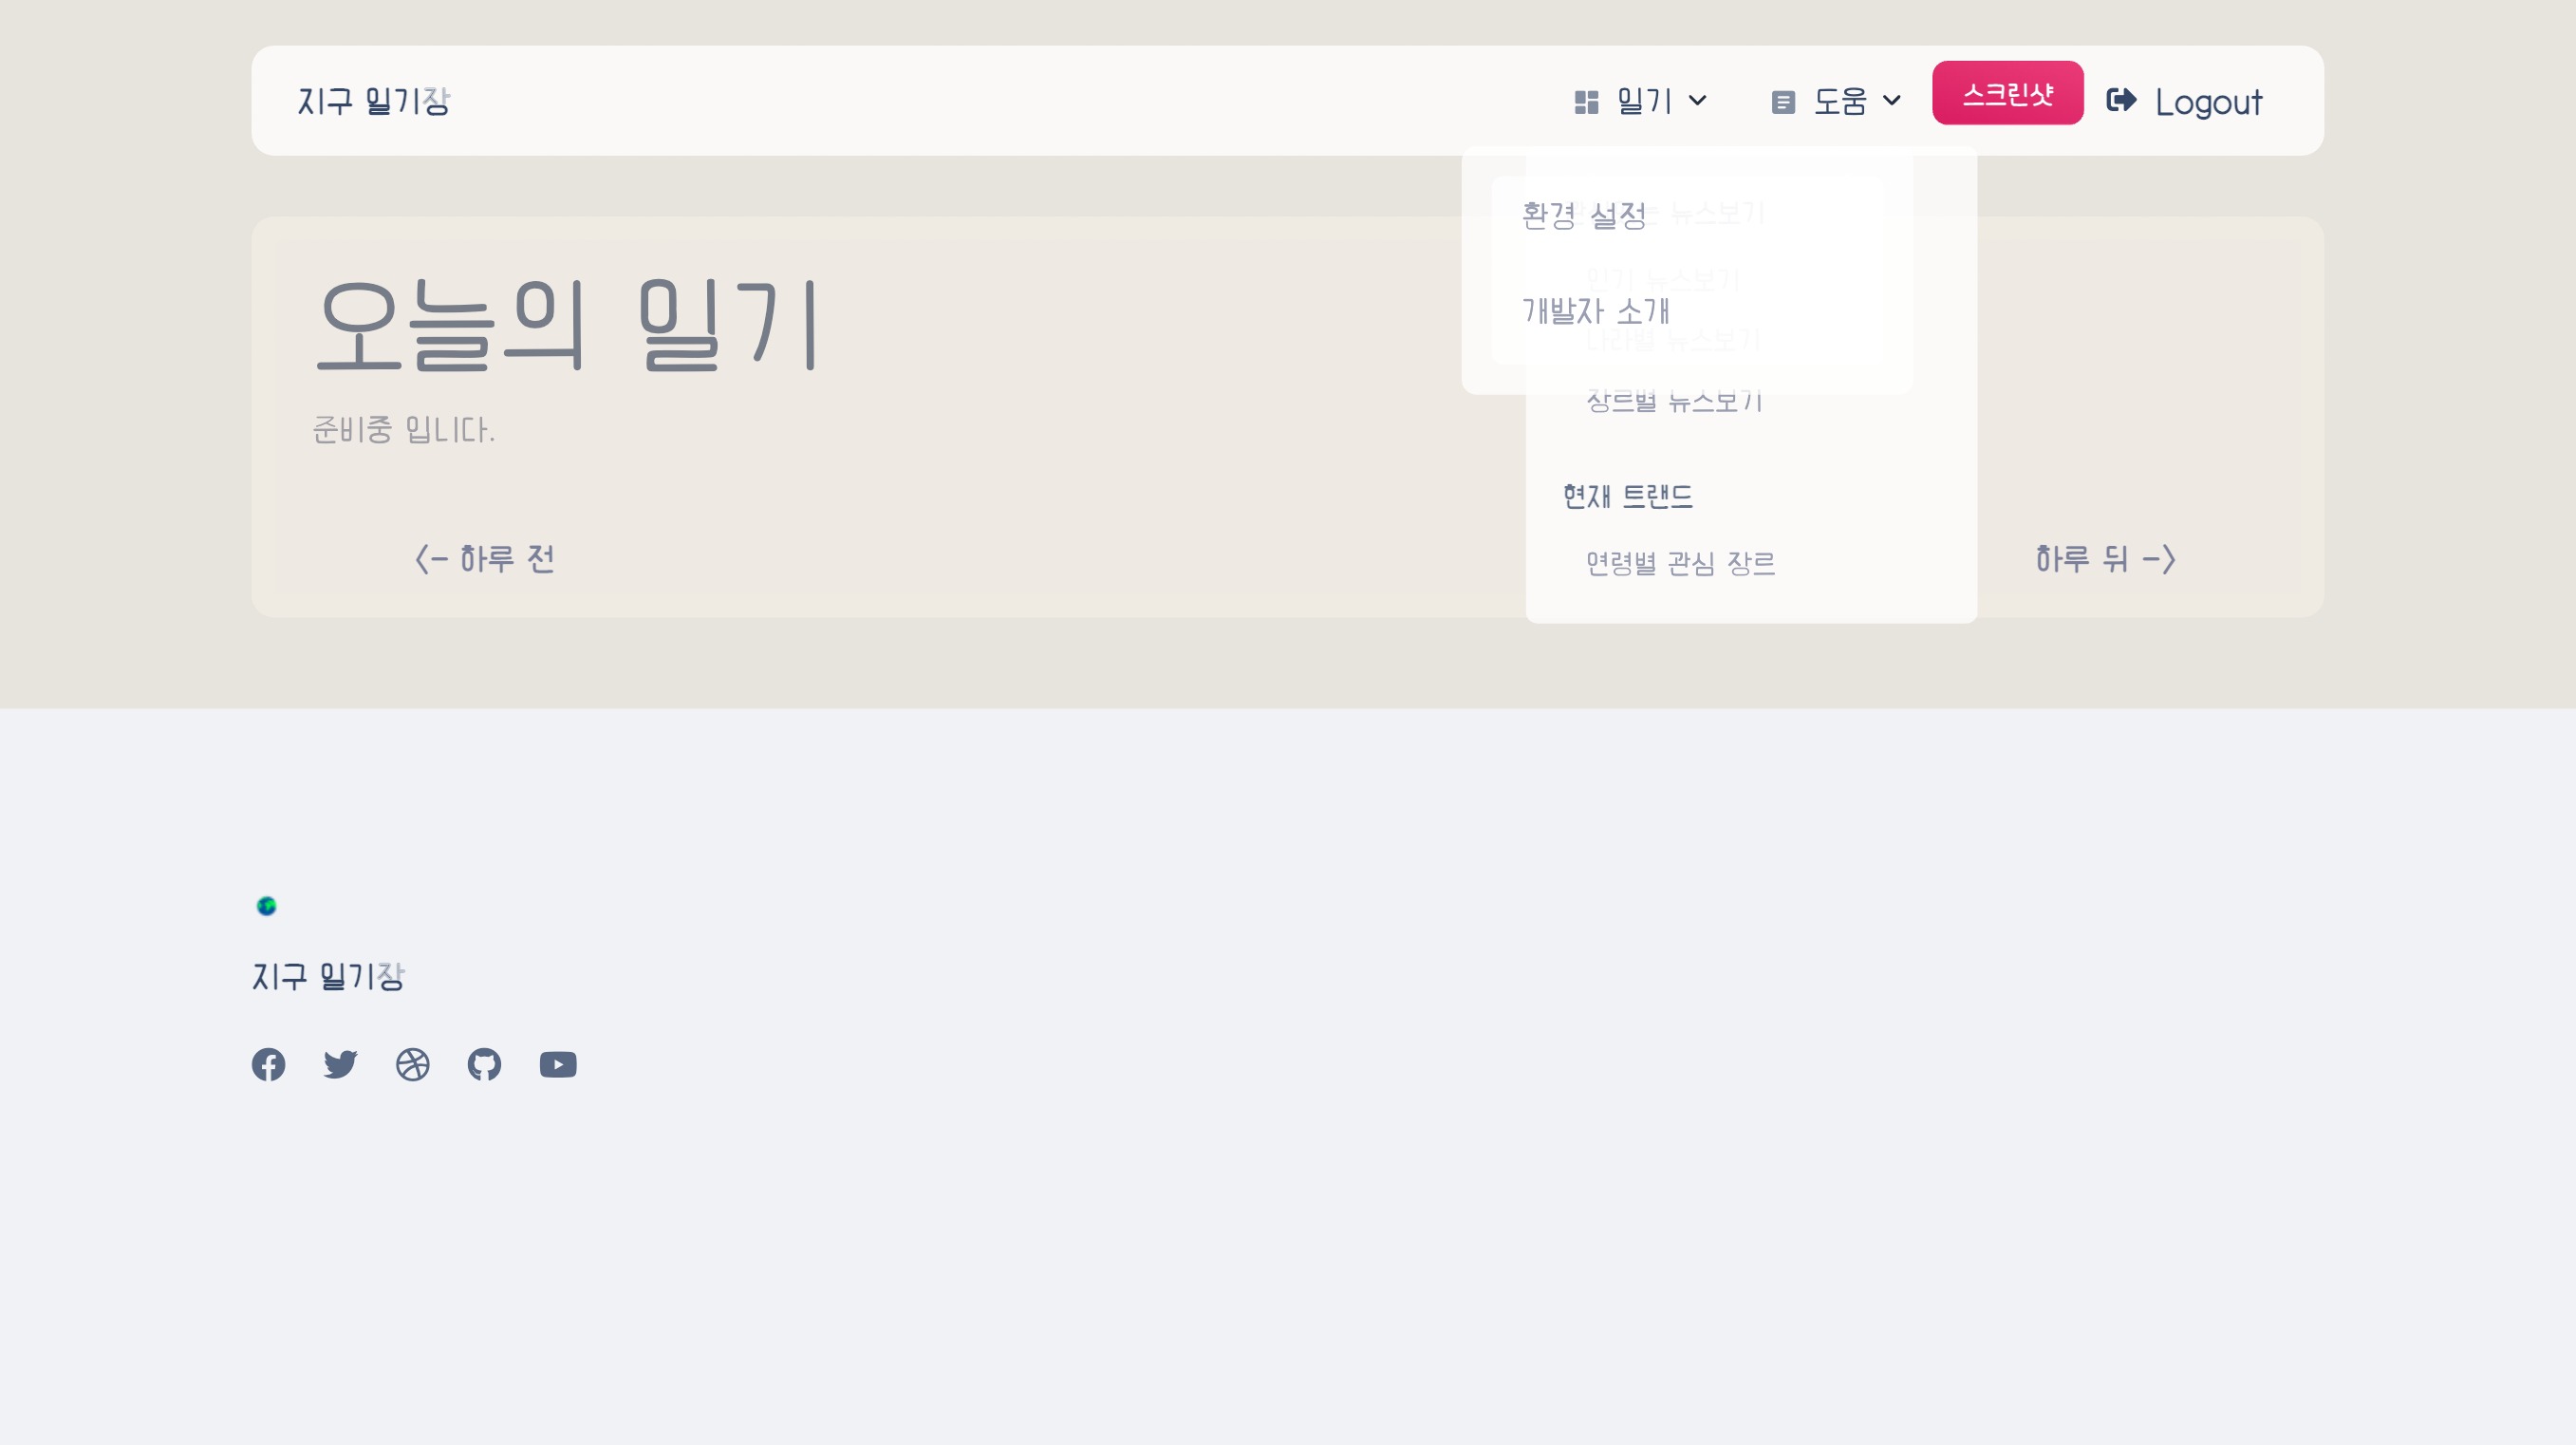 지구 일기장
일기
도움
스크린샷
Logout
환경 설정
뉴스보기
인기 뉴스보기
개발자 소개
나라별 뉴스보기
장르별 뉴스보기
현재 트랜드
연령별 관심 장르
오늘의 일기
준비중 입니다.
<- 하루 전
하루 뒤 ->
지구 일기장